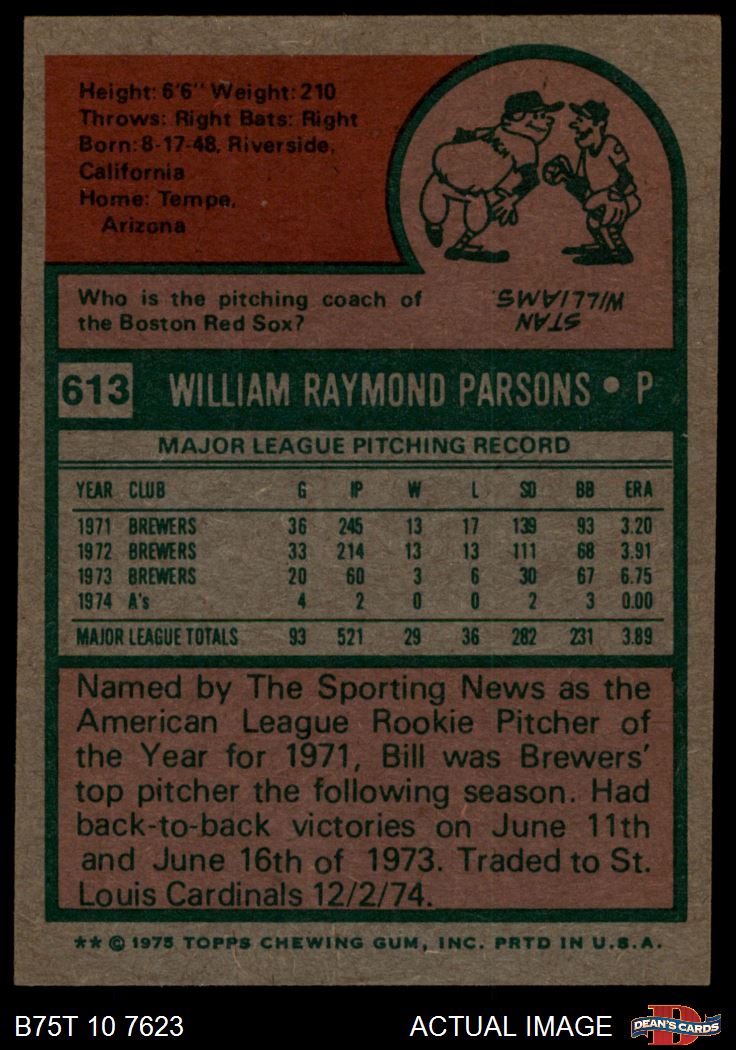 Height: 6'6" Weight: 210
Throws: Right Bats: Right
Born: 8-17-48, Riverside,
California
Home: Tempe,
Arizona
Who is the pitching coach of
the Boston Red Sox?
STAN
WILLIAMS.
613 WILLIAM RAYMOND PARSONS • P
MAJOR LEAGUE PITCHING RECORD
YEAR CLUB G IP W L SO BB ERA
1971 BREWERS 36 245 13 17 139 93 3.20
1972 BREWERS 33 214 13 13 111 68 3.91
1973 BREWERS 20 60 3 6 30 67 6.75
1974 A's 4 2 0 0 2 3 0.00
MAJOR LEAGUE TOTALS 93 521 29 36 282 231 3.89
Named by The Sporting News as the
American League Rookie Pitcher of
the Year for 1971, Bill was Brewers'
top pitcher the following season. Had
back-to-back victories on June 11th
and June 16th of 1973. Traded to St.
Louis Cardinals 12/2/74.
** © 1975 TOPPS CHEWING GUM, INC. PRTD IN U.S.A.
B75T 10 7623 ACTUAL IMAGE D DEAN'S CARDS